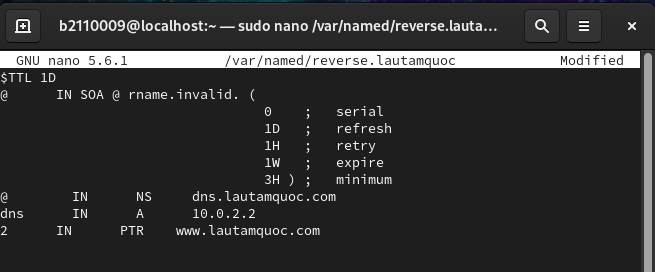 b2110009@localhost:~ — sudo nano /var/named/reverse.lauta...
GNU nano 5.6.1 /var/named/reverse.lautamquoc Modified
$TTL 1D
@ IN SOA @ rname.invalid. (
0 ; serial
1D ; refresh
1H ; retry
1W ; expire
3H ) ; minimum
@ IN NS dns.lautamquoc.com
dns IN A 10.0.2.2
2 IN PTR www.lautamquoc.com